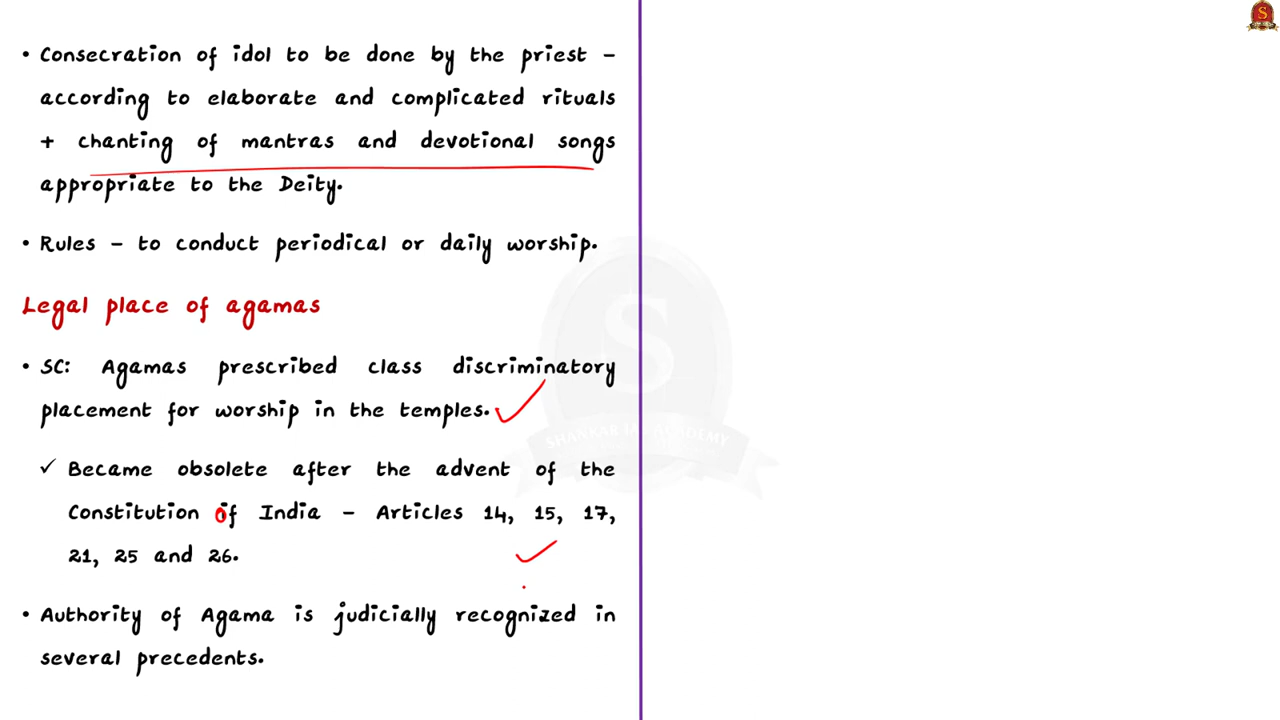 • Consecration of idol to be done by the priest –
according to elaborate and complicated rituals
+ chanting of mantras and devotional songs
appropriate to the Deity.
• Rules – to conduct periodical or daily worship.
Legal place of agamas
• SC: Agamas prescribed class discriminatory
placement for worship in the temples.
✓ Became obsolete after the advent of the
Constitution of India – Articles 14, 15, 17,
21, 25 and 26.
• Authority of Agama is judicially recognized in
several precedents.
S
S
SHANKAR IAS ACADEMY